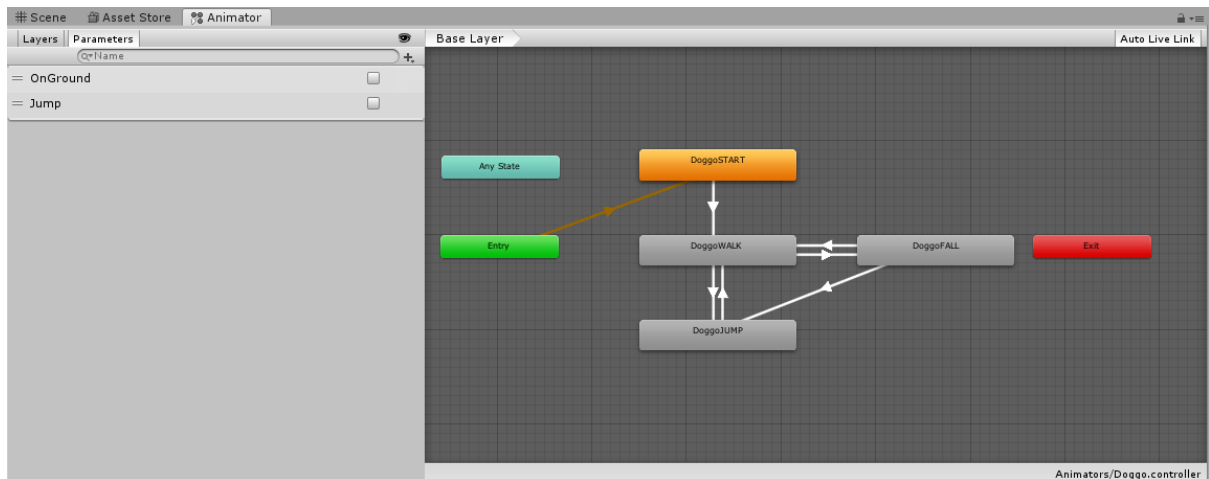 Scene Asset Store Animator
Layers Parameters Base Layer Auto Live Link
Name
OnGround
Jump
DoggoSTART
Any State
Entry DoggoWALK DoggoFALL Exit
DoggoJUMP
Animators/Doggo.controller